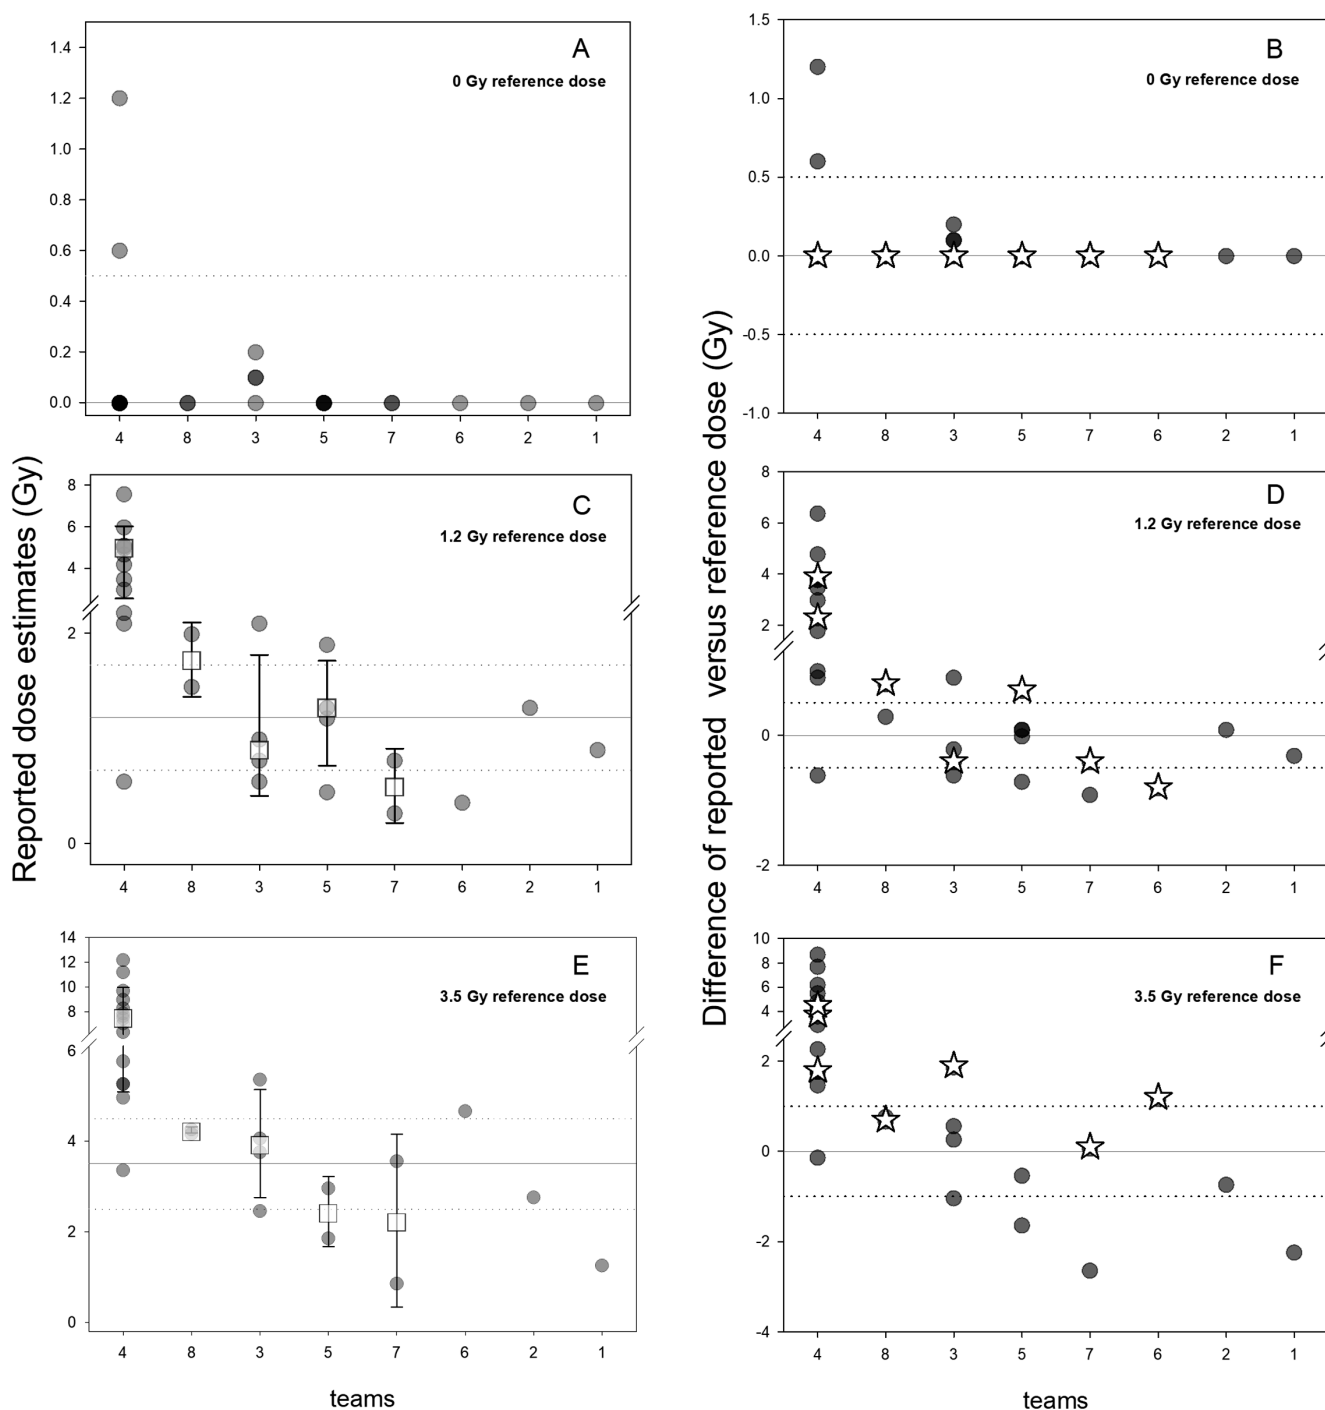 A
0 Gy reference dose
1.4
1.2
1.0
0.8
0.6
0.4
0.2
0.0
4 8 3 5 7 6 2 1
B
0 Gy reference dose
1.5
1.0
0.5
0.0
-0.5
-1.0
4 8 3 5 7 6 2 1
Reported dose estimates (Gy)
C
1.2 Gy reference dose
8
6
4
2
0
4 8 3 5 7 6 2 1
Difference of reported versus reference dose (Gy)
D
1.2 Gy reference dose
8
6
4
2
0
-2
4 8 3 5 7 6 2 1
E
3.5 Gy reference dose
14
12
10
8
6
4
2
0
4 8 3 5 7 6 2 1
teams
F
3.5 Gy reference dose
10
8
6
4
2
0
-2
-4
4 8 3 5 7 6 2 1
teams